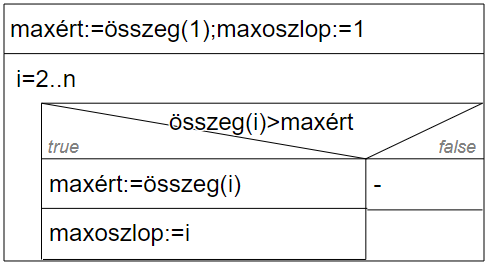 maxért:=összeg(1);maxoszlop:=1
i=2..n
összeg(i)>maxért
true
false
maxért:=összeg(i)
-
maxoszlop:=i